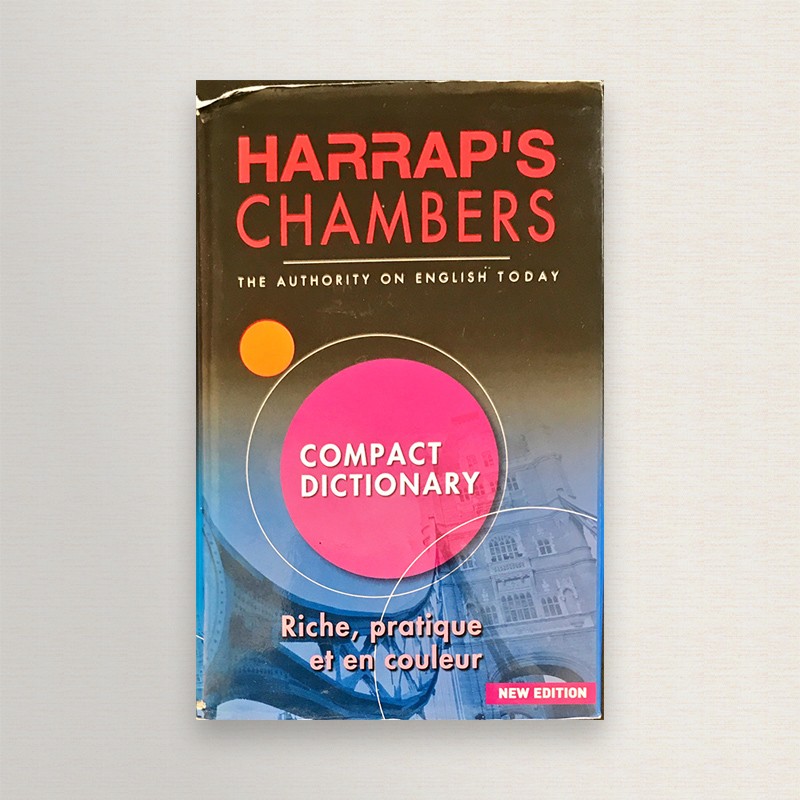 HARRAP'S
CHAMBERS
THE AUTHORITY ON ENGLISH TODAY
COMPACT
DICTIONARY
Riche, pratique
et en couleur
NEW EDITION